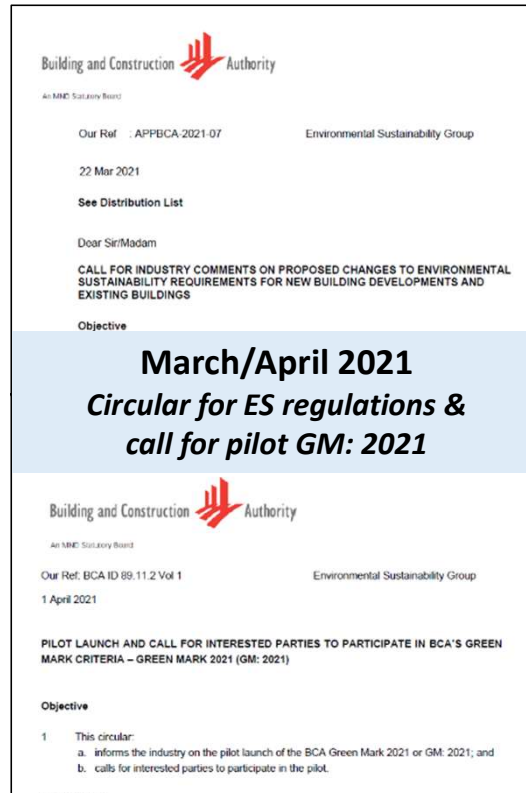 Building and Construction Authority
An MND Statutory Board
Our Ref : APPBCA-2021-07 Environmental Sustainability Group
22 Mar 2021
See Distribution List
Dear Sir/Madam
CALL FOR INDUSTRY COMMENTS ON PROPOSED CHANGES TO ENVIRONMENTAL
SUSTAINABILITY REQUIREMENTS FOR NEW BUILDING DEVELOPMENTS AND
EXISTING BUILDINGS
Objective
March/April 2021
Circular for ES regulations &
call for pilot GM: 2021
Building and Construction Authority
An MND Statutory Board
Our Ref: BCA ID 89.11.2 Vol 1 Environmental Sustainability Group
1 April 2021
PILOT LAUNCH AND CALL FOR INTERESTED PARTIES TO PARTICIPATE IN BCA'S GREEN
MARK CRITERIA – GREEN MARK 2021 (GM: 2021)
Objective
1 This circular:
a. informs the industry on the pilot launch of the BCA Green Mark 2021 or GM: 2021; and
b. calls for interested parties to participate in the pilot.